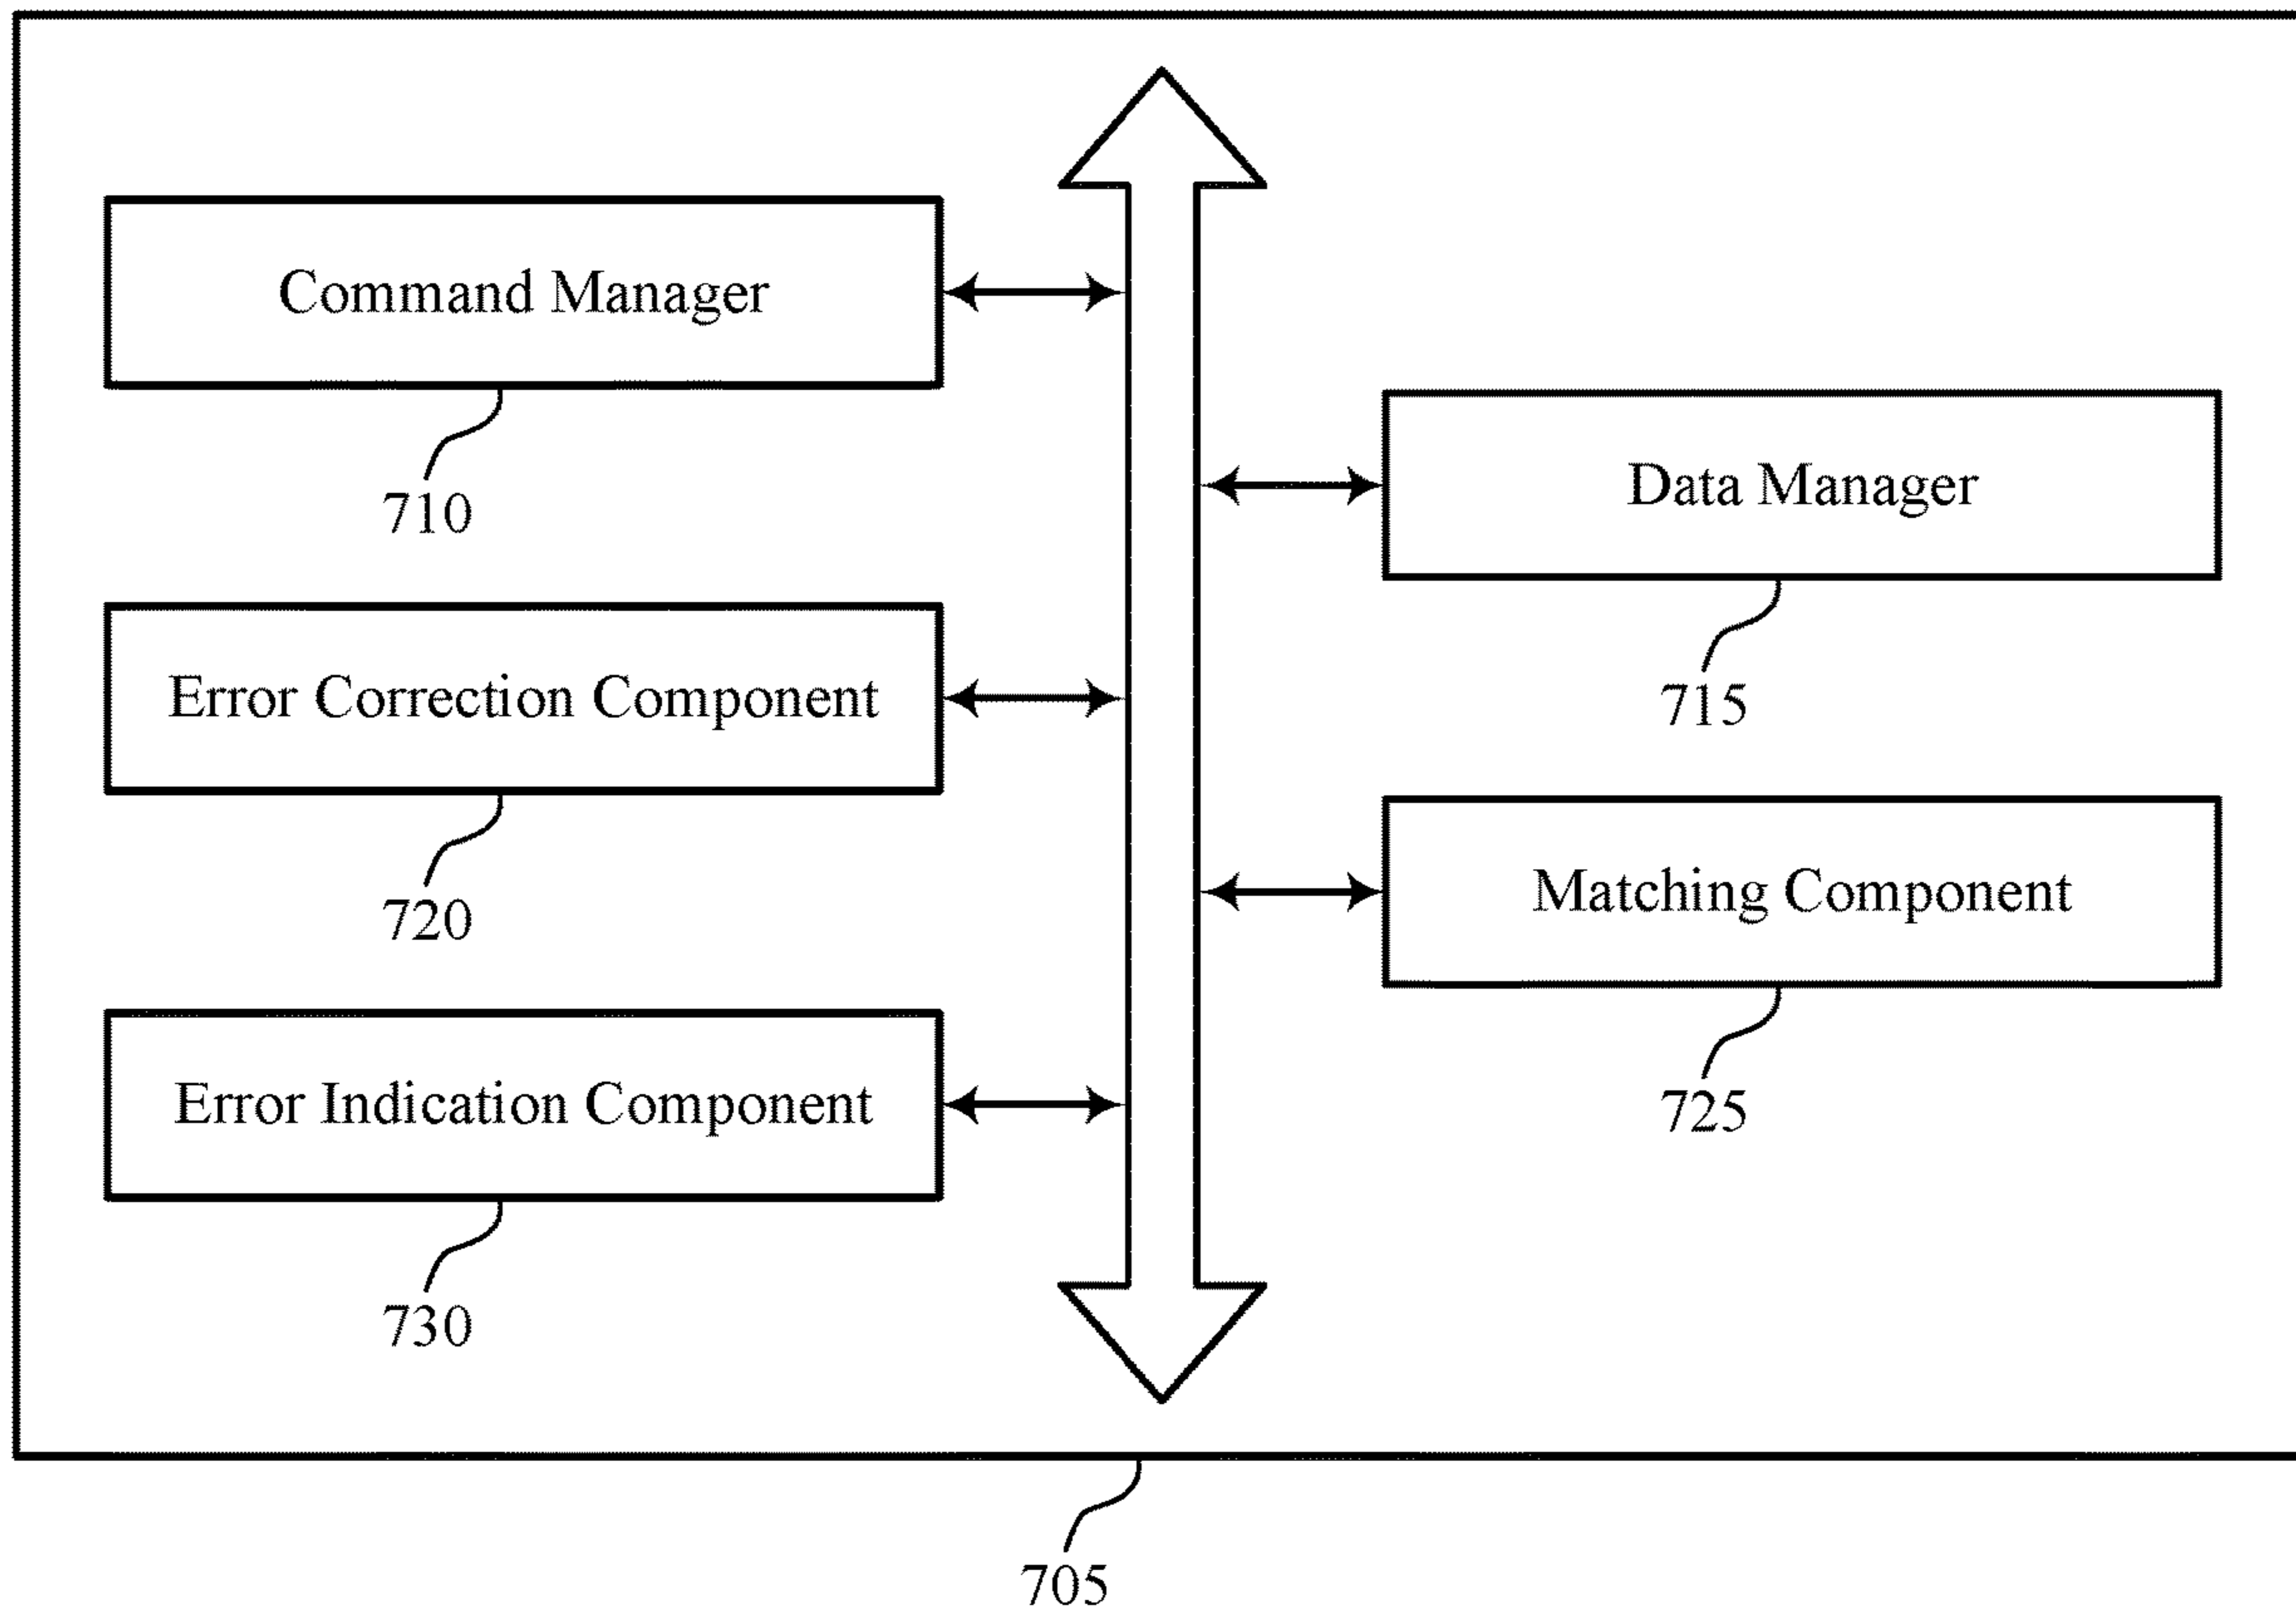 Command Manager
710
Data Manager
715
Error Correction Component
720
Matching Component
725
Error Indication Component
730
705